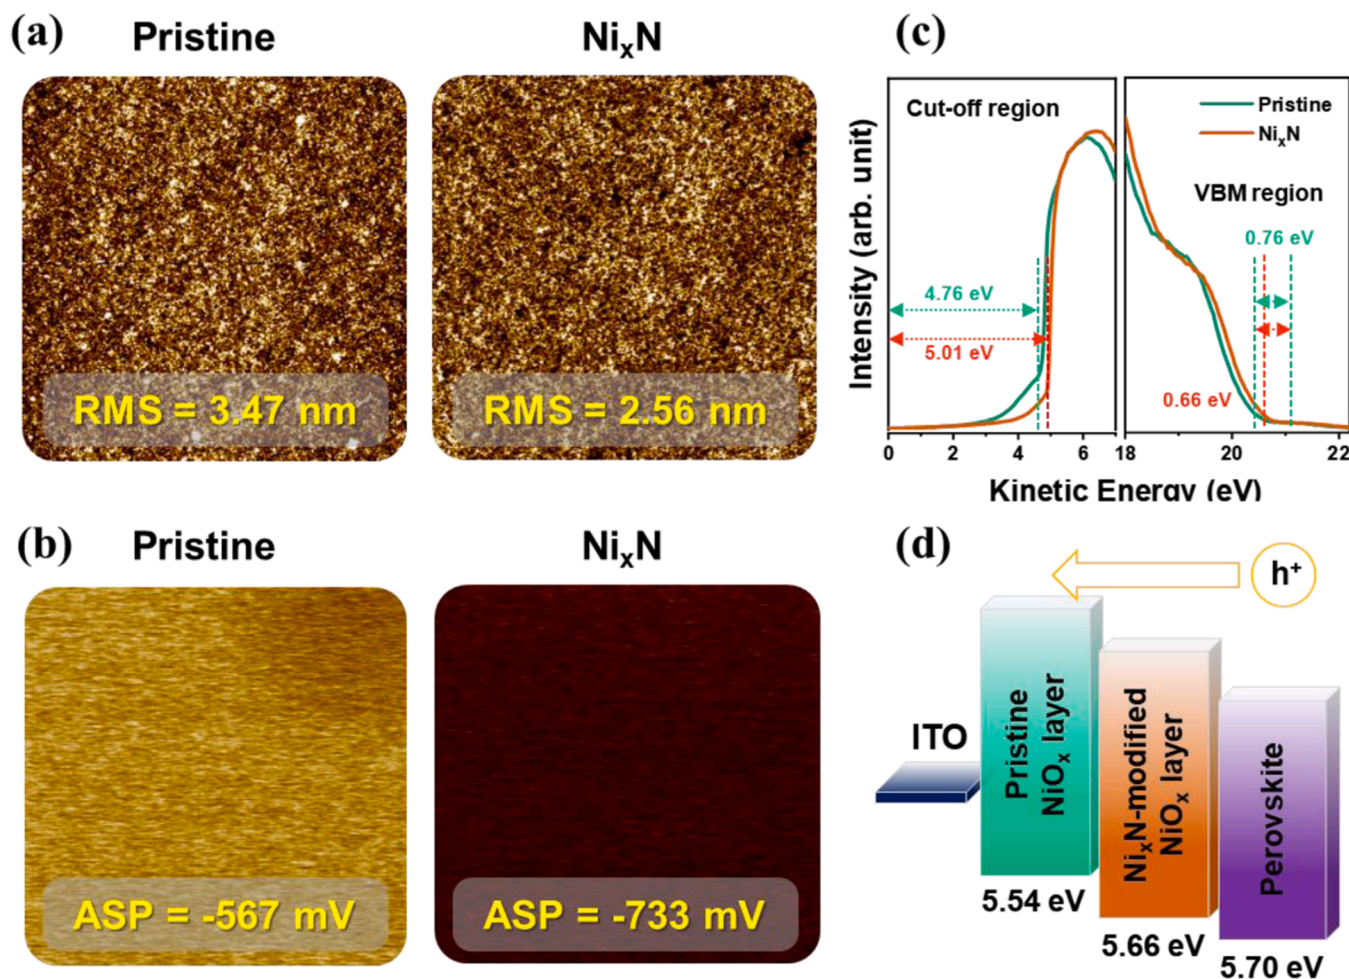 (a)
Pristine
NiₓN
RMS = 3.47 nm
RMS = 2.56 nm
(b)
Pristine
NiₓN
ASP = -567 mV
ASP = -733 mV
(c)
Cut-off region
Pristine
NiₓN
VBM region
0.76 eV
4.76 eV
5.01 eV
0.66 eV
Intensity (arb. unit)
0 2 4 6 18 20 22
Kinetic Energy (eV)
(d)
h⁺
ITO
Pristine
NiOₓ layer
NiₓN-modified
NiOₓ layer
Perovskite
5.54 eV
5.66 eV
5.70 eV